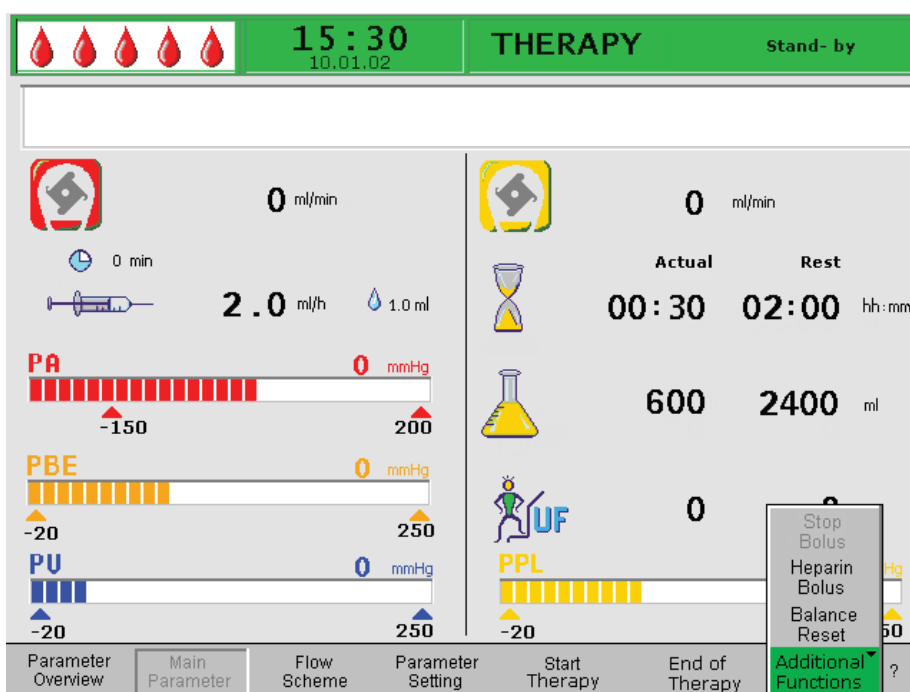 15:30
10.01.02
THERAPY
Stand- by
0 ml/min
0 min
2.0 ml/h 1.0 ml
PA 0 mmHg
-150 200
PBE 0 mmHg
-20 250
PV 0 mmHg
-20 250
0 ml/min
Actual Rest
00:30 02:00 hh:mm
600 2400 ml
UF 0
PPL Hg
-20 50
Stop
Bolus
Heparin
Bolus
Balance
Reset
Additional
Functions
Parameter
Overview
Main
Parameter
Flow
Scheme
Parameter
Setting
Start
Therapy
End of
Therapy
?